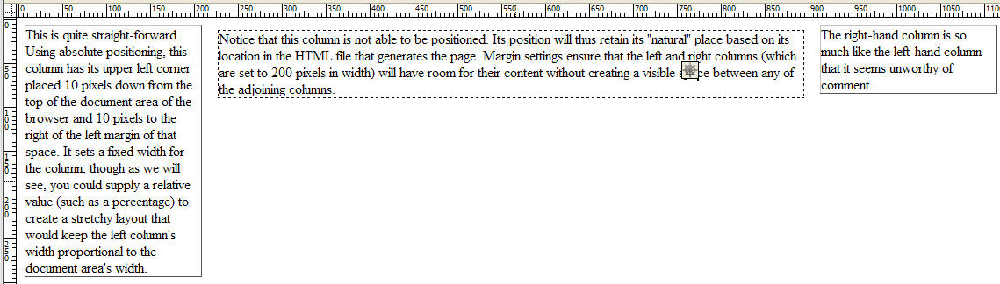 0 50 100 150 200 250 300 350 400 450 500 550 600 650 700 750 800 850 900 950 1000 1050 110
0
50
100
150
200
250
This is quite straight-forward.
Using absolute positioning, this
column has its upper left corner
placed 10 pixels down from the
top of the document area of the
browser and 10 pixels to the
right of the left margin of that
space. It sets a fixed width for
the column, though as we will
see, you could supply a relative
value (such as a percentage) to
create a stretchy layout that
would keep the left column's
width proportional to the
document area's width.
Notice that this column is not able to be positioned. Its position will thus retain its "natural" place based on its
location in the HTML file that generates the page. Margin settings ensure that the left and right columns (which
are set to 200 pixels in width) will have room for their content without creating a visible space between any of
the adjoining columns.
The right-hand column is so
much like the left-hand column
that it seems unworthy of
comment.